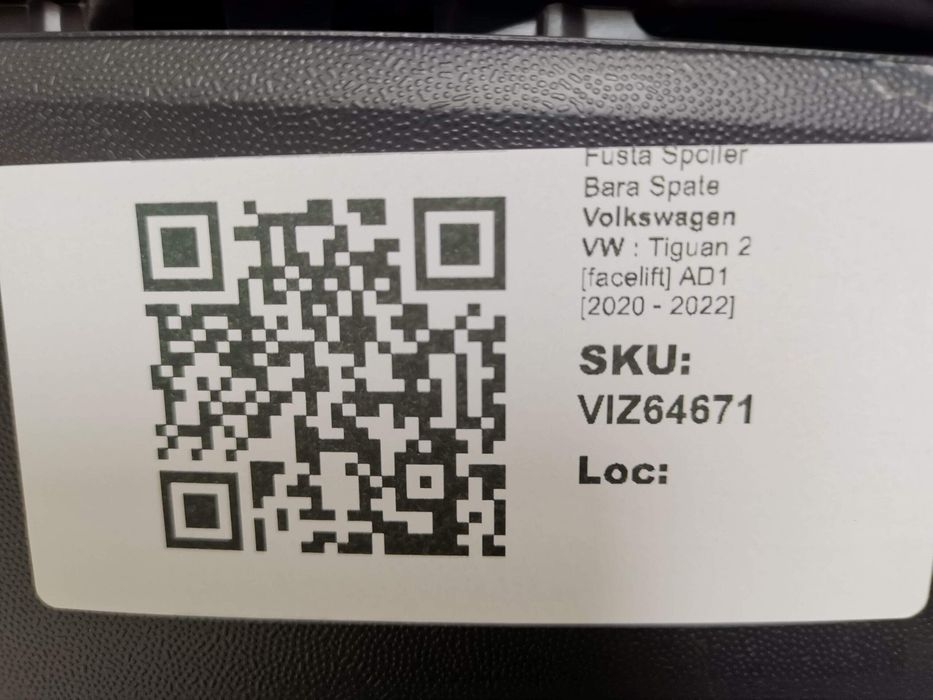 Fusta Spoiler
Bara Spate
Volkswagen
VW : Tiguan 2
[facelift] AD1
[2020 - 2022]
SKU:
VIZ64671
Loc: